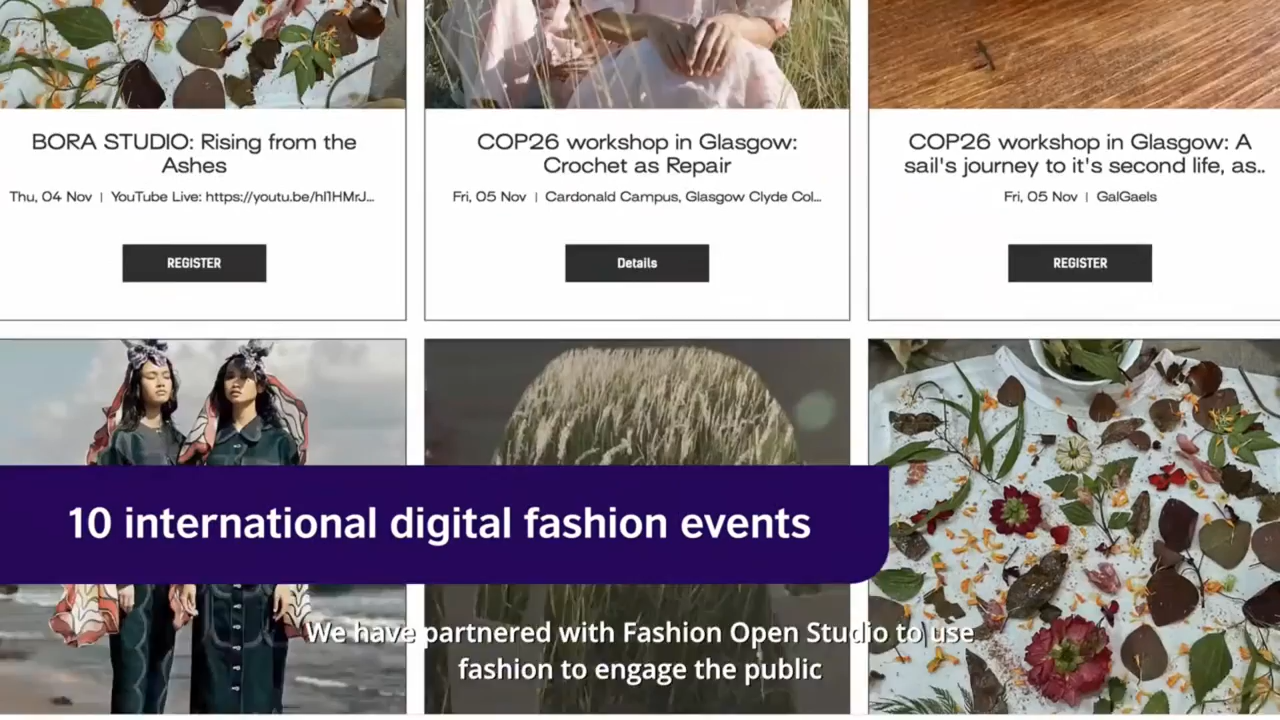 BORA STUDIO: Rising from the
Ashes
Thu, 04 Nov | YouTube Live: https://youtu.be/hl1HMrJ...
REGISTER
COP26 workshop in Glasgow:
Crochet as Repair
Fri, 05 Nov | Cardonald Campus, Glasgow Clyde Col...
Details
COP26 workshop in Glasgow: A
sail's journey to it's second life, as..
Fri, 05 Nov | GalGaels
REGISTER
10 international digital fashion events
We have partnered with Fashion Open Studio to use
fashion to engage the public